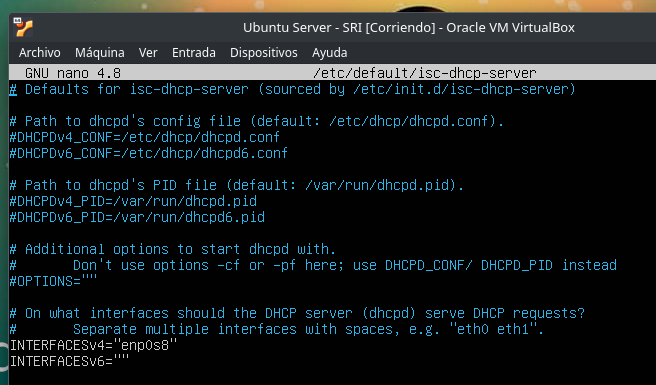 Ubuntu Server - SRI [Corriendo] - Oracle VM VirtualBox
Archivo Máquina Ver Entrada Dispositivos Ayuda
GNU nano 4.8 /etc/default/isc-dhcp-server
# Defaults for isc-dhcp-server (sourced by /etc/init.d/isc-dhcp-server)
# Path to dhcpd's config file (default: /etc/dhcp/dhcpd.conf).
#DHCPDv4_CONF=/etc/dhcp/dhcpd.conf
#DHCPDv6_CONF=/etc/dhcp/dhcpd6.conf
# Path to dhcpd's PID file (default: /var/run/dhcpd.pid).
#DHCPDv4_PID=/var/run/dhcpd.pid
#DHCPDv6_PID=/var/run/dhcpd6.pid
# Additional options to start dhcpd with.
# Don't use options -cf or -pf here; use DHCPD_CONF/ DHCPD_PID instead
#OPTIONS=""
# On what interfaces should the DHCP server (dhcpd) serve DHCP requests?
# Separate multiple interfaces with spaces, e.g. "eth0 eth1".
INTERFACESv4="enp0s8"
INTERFACESv6=""